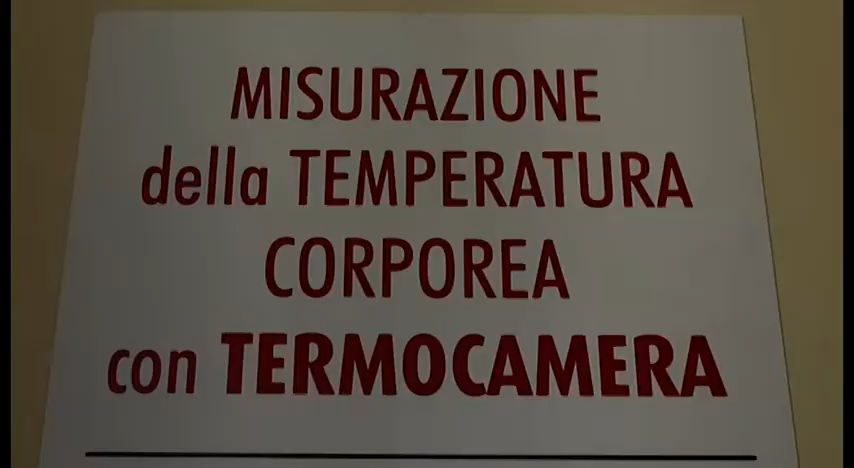 MISURAZIONE
della TEMPERATURA
CORPOREA
con TERMOCAMERA